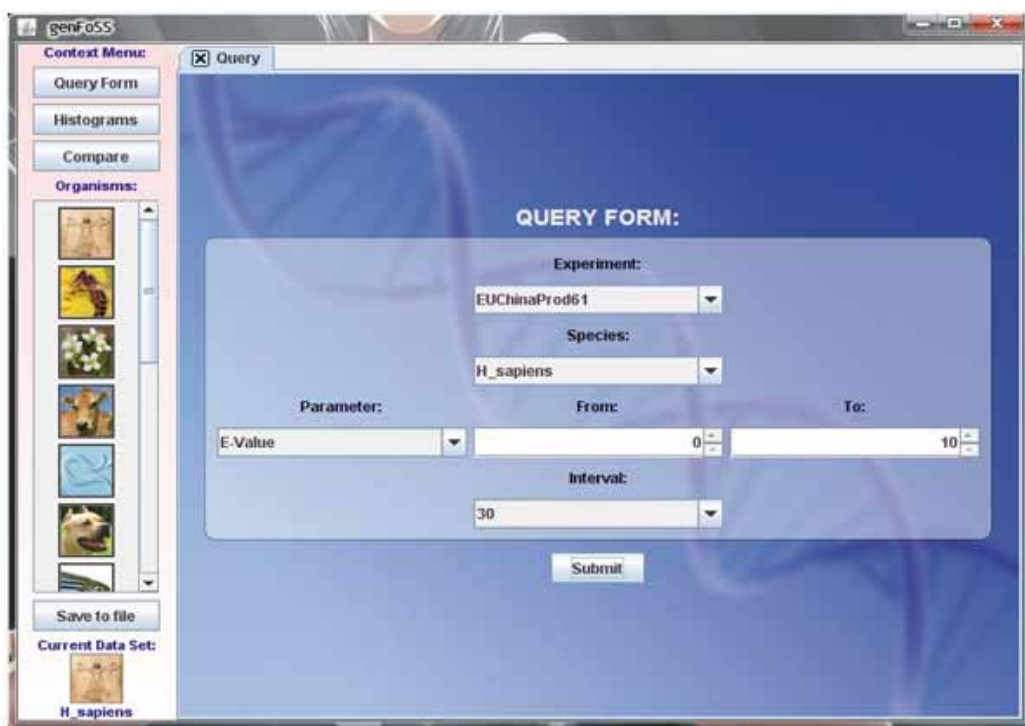 genFoSS
Context Menu:
Query Form
Histograms
Compare
Organisms:
Save to file
Current Data Set:
H_sapiens
Query
QUERY FORM:
Experiment:
EUChinaProd61
Species:
H_sapiens
Parameter: From: To:
E-Value 0 10
Interval:
30
Submit